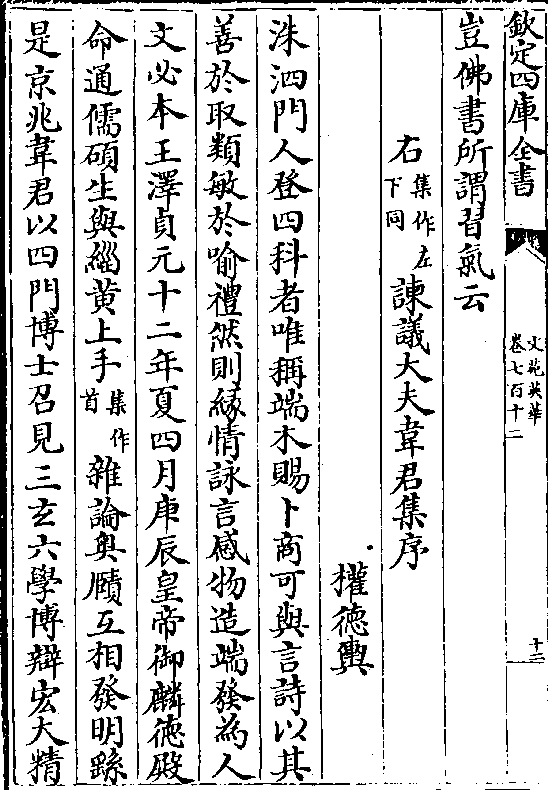 欽定四庫全書
文苑英華
卷七百十二
十二
豈佛書所謂習氣云
右集作左下同諫議大夫韋君集序
權德輿
洙泗門人登四科者唯稱端木賜卜商可與言詩以其
善於取類敏於喻禮然則緣情詠言感物造端發為人
文必本王澤貞元十二年夏四月庚辰皇帝御麟德殿
命通儒碩生與緇黄上手集作首雜論奥賾互相發明繇
是京兆韋君以四門博士召見三玄六學博辯宏大精